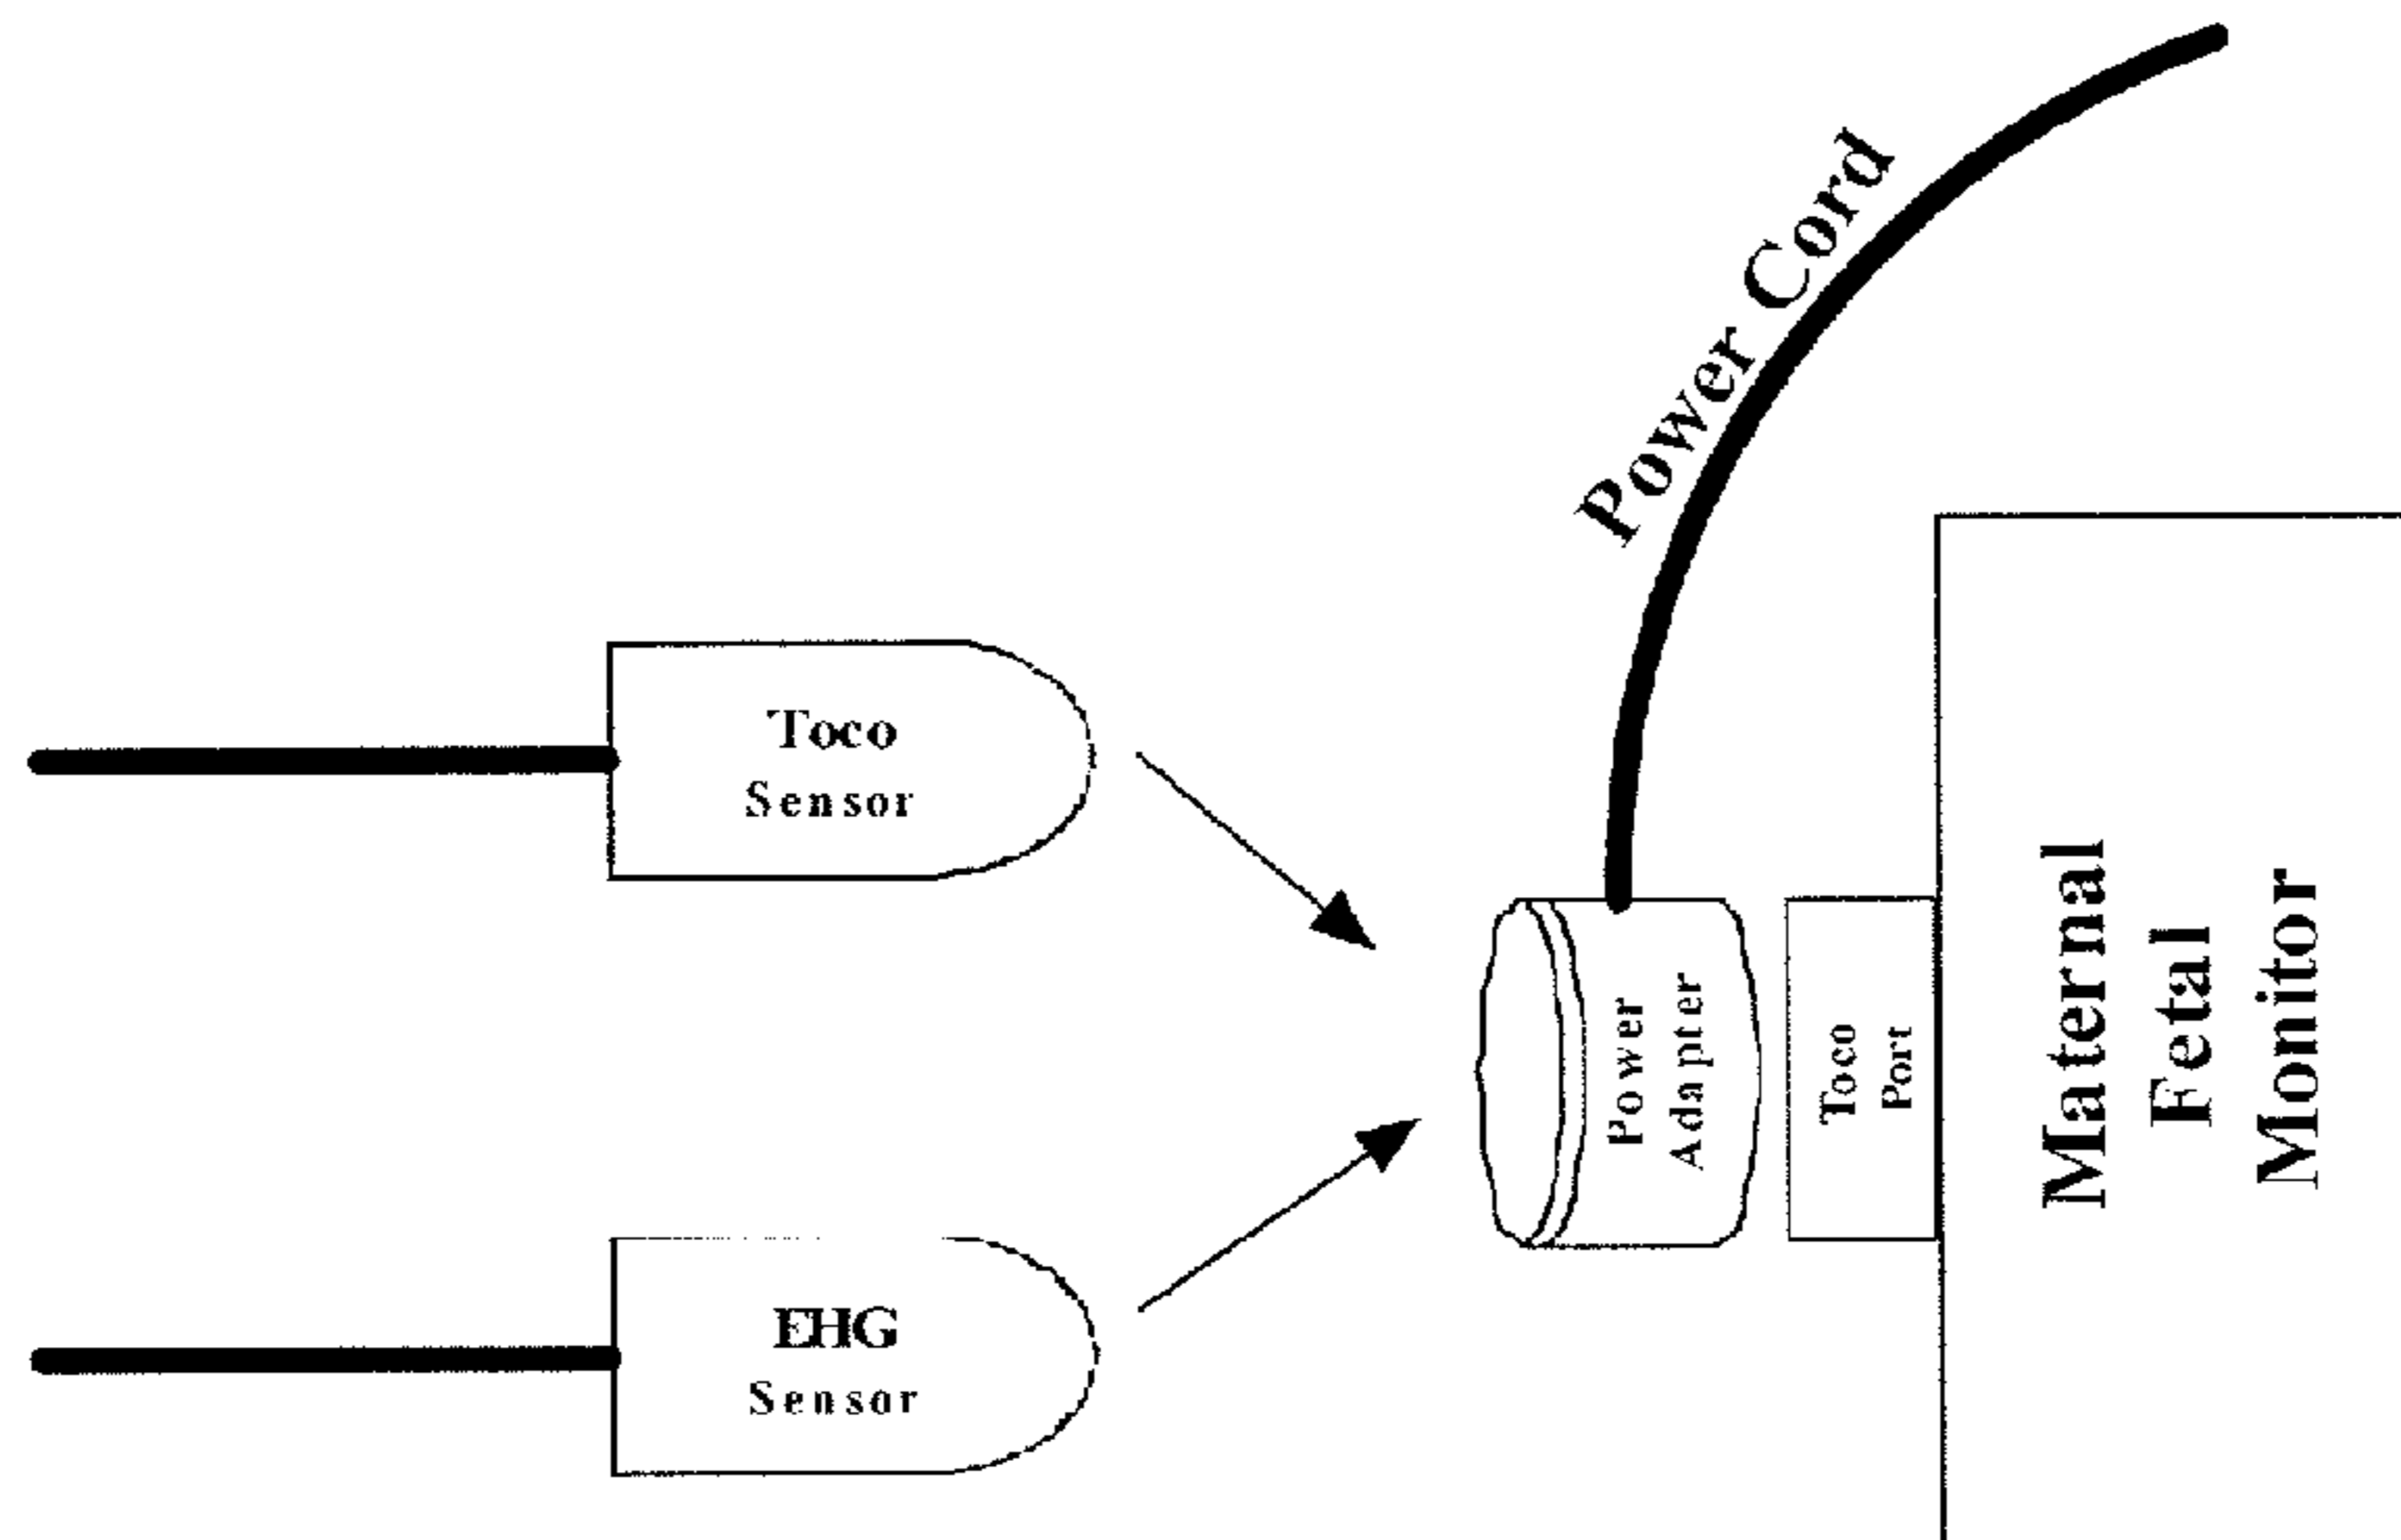 Power Cord
Toco
Sensor
Power
Adapter
Toco
Port
Maternal
Fetal
Monitor
EHG
Sensor